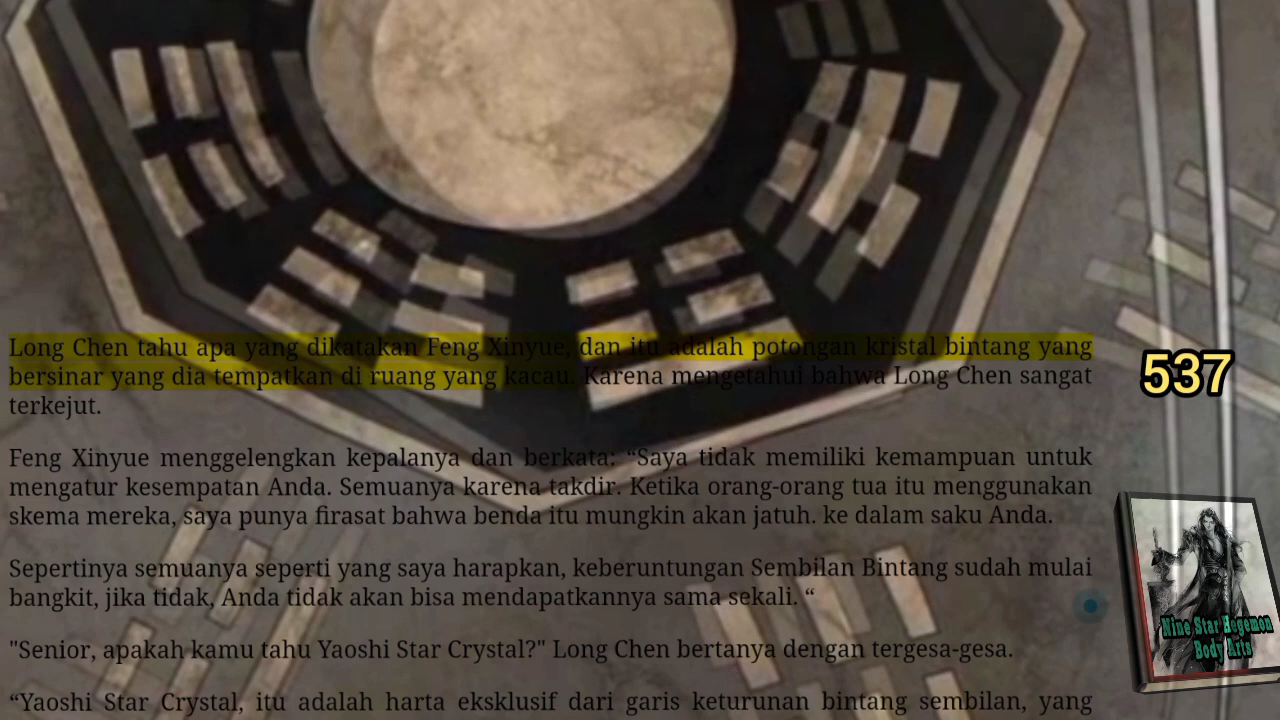 Long Chen tahu apa yang dikatakan Feng Xinyue, dan itu adalah potongan kristal bintang yang
bersinar yang dia tempatkan di ruang yang kacau. Karena mengetahui bahwa Long Chen sangat
terkejut.
Feng Xinyue menggelengkan kepalanya dan berkata: “Saya tidak memiliki kemampuan untuk
mengatur kesempatan Anda. Semuanya karena takdir. Ketika orang-orang tua itu menggunakan
skema mereka, saya punya firasat bahwa benda itu mungkin akan jatuh. ke dalam saku Anda.
Sepertinya semuanya seperti yang saya harapkan, keberuntungan Sembilan Bintang sudah mulai
bangkit, jika tidak, Anda tidak akan bisa mendapatkannya sama sekali. “
"Senior, apakah kamu tahu Yaoshi Star Crystal?" Long Chen bertanya dengan tergesa-gesa.
“Yaoshi Star Crystal, itu adalah harta eksklusif dari garis keturunan bintang sembilan, yang
537
Nine Star Hegemon
Body Arts